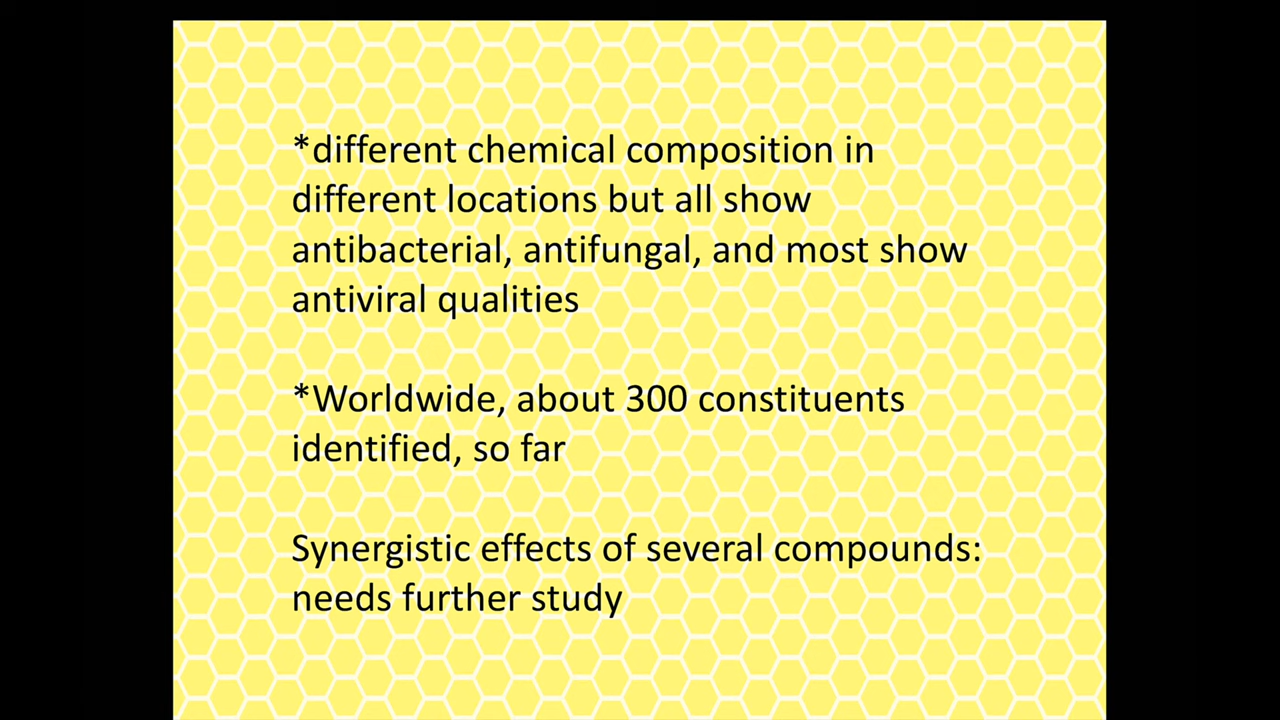 *different chemical composition in
different locations but all show
antibacterial, antifungal, and most show
antiviral qualities
*Worldwide, about 300 constituents
identified, so far
Synergistic effects of several compounds:
needs further study